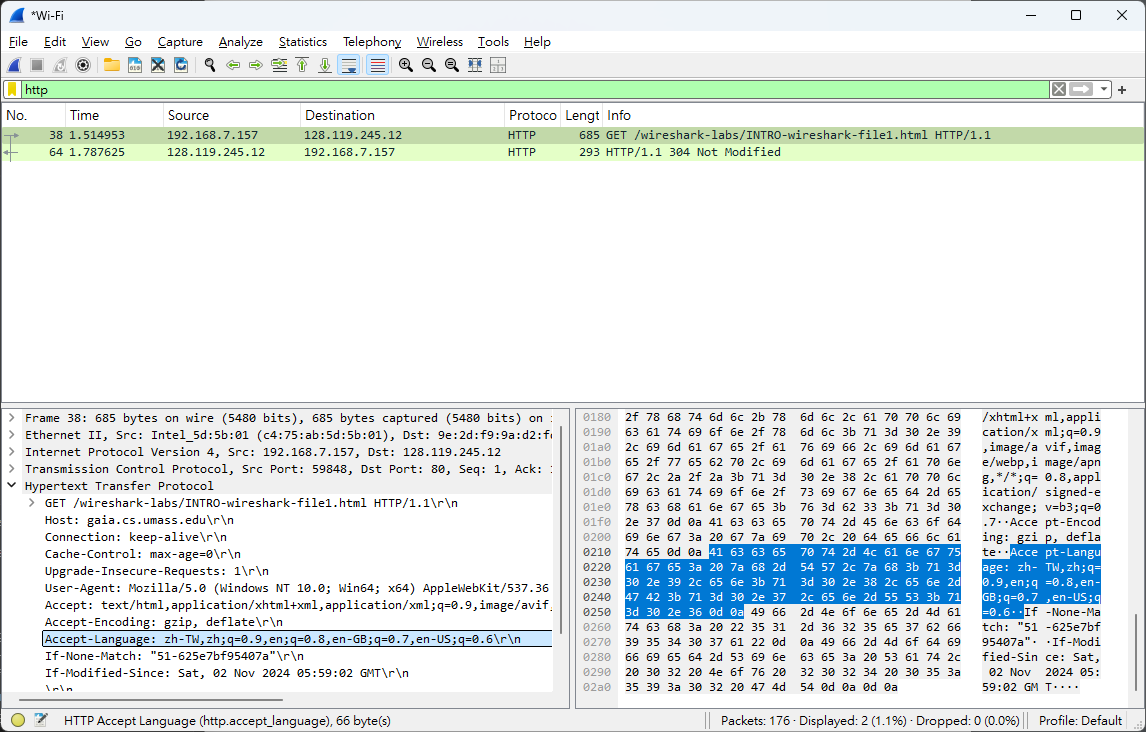 *Wi-Fi
File Edit View Go Capture Analyze Statistics Telephony Wireless Tools Help
http
No. Time Source Destination Protoco Lengt Info
38 1.514953 192.168.7.157 128.119.245.12 HTTP 685 GET /wireshark-labs/INTRO-wireshark-file1.html HTTP/1.1
64 1.787625 128.119.245.12 192.168.7.157 HTTP 293 HTTP/1.1 304 Not Modified
Frame 38: 685 bytes on wire (5480 bits), 685 bytes captured (5480 bits) on
Ethernet II, Src: Intel_5d:5b:01 (c4:75:ab:5d:5b:01), Dst: 9e:2d:f9:9a:d2:f
Internet Protocol Version 4, Src: 192.168.7.157, Dst: 128.119.245.12
Transmission Control Protocol, Src Port: 59848, Dst Port: 80, Seq: 1, Ack:
Hypertext Transfer Protocol
GET /wireshark-labs/INTRO-wireshark-file1.html HTTP/1.1\r\n
Host: gaia.cs.umass.edu\r\n
Connection: keep-alive\r\n
Cache-Control: max-age=0\r\n
Upgrade-Insecure-Requests: 1\r\n
User-Agent: Mozilla/5.0 (Windows NT 10.0; Win64; x64) AppleWebKit/537.36
Accept: text/html,application/xhtml+xml,application/xml;q=0.9,image/avif,
Accept-Encoding: gzip, deflate\r\n
Accept-Language: zh-TW,zh;q=0.9,en;q=0.8,en-GB;q=0.7,en-US;q=0.6\r\n
If-None-Match: "51-625e7bf95407a"\r\n
If-Modified-Since: Sat, 02 Nov 2024 05:59:02 GMT\r\n
\r\n
0180 2f 78 68 74 6d 6c 2b 78 6d 6c 2c 61 70 70 6c 69 /xhtml+x ml,appli
0190 63 61 74 69 6f 6e 2f 78 6d 6c 3b 71 3d 30 2e 39 cation/x ml;q=0.9
01a0 2c 69 6d 61 67 65 2f 61 76 69 66 2c 69 6d 61 67 ,image/a vif,imag
01b0 65 2f 77 65 62 70 2c 69 6d 61 67 65 2f 61 70 6e e/webp,i mage/apn
01c0 67 2c 2a 2f 2a 3b 71 3d 30 2e 38 2c 61 70 70 6c g,*/*;q= 0.8,appl
01d0 69 63 61 74 69 6f 6e 2f 73 69 67 6e 65 64 2d 65 ication/ signed-e
01e0 78 63 68 61 6e 67 65 3b 76 3d 62 33 3b 71 3d 30 xchange; v=b3;q=0
01f0 2e 37 0d 0a 41 63 63 65 70 74 2d 45 6e 63 6f 64 .7··Acce pt-Encod
0200 69 6e 67 3a 20 67 7a 69 70 2c 20 64 65 66 6c 61 ing: gzi p, defla
0210 74 65 0d 0a 41 63 63 65 70 74 2d 4c 61 6e 67 75 te··Acce pt-Langu
0220 61 67 65 3a 20 7a 68 2d 54 57 2c 7a 68 3b 71 3d age: zh- TW,zh;q=
0230 30 2e 39 2c 65 6e 3b 71 3d 30 2e 38 2c 65 6e 2d 0.9,en;q =0.8,en-
0240 47 42 3b 71 3d 30 2e 37 2c 65 6e 2d 55 53 3b 71 GB;q=0.7 ,en-US;q
0250 3d 30 2e 36 0d 0a 49 66 2d 4e 6f 6e 65 2d 4d 61 =0.6··If -None-Ma
0260 74 63 68 3a 20 22 35 31 2d 36 32 35 65 37 62 66 tch: "51 -625e7bf
0270 39 35 34 30 37 61 22 0d 0a 49 66 2d 4d 6f 64 69 95407a"· ·If-Modi
0280 66 69 65 64 2d 53 69 6e 63 65 3a 20 53 61 74 2c fied-Sin ce: Sat,
0290 20 30 32 20 4e 6f 76 20 32 30 32 34 20 30 35 3a 02 Nov 2024 05:
02a0 35 39 3a 30 32 20 47 4d 54 0d 0a 0d 0a 59:02 GM T····
HTTP Accept Language (http.accept_language), 66 byte(s) Packets: 176 · Displayed: 2 (1.1%) · Dropped: 0 (0.0%) Profile: Default